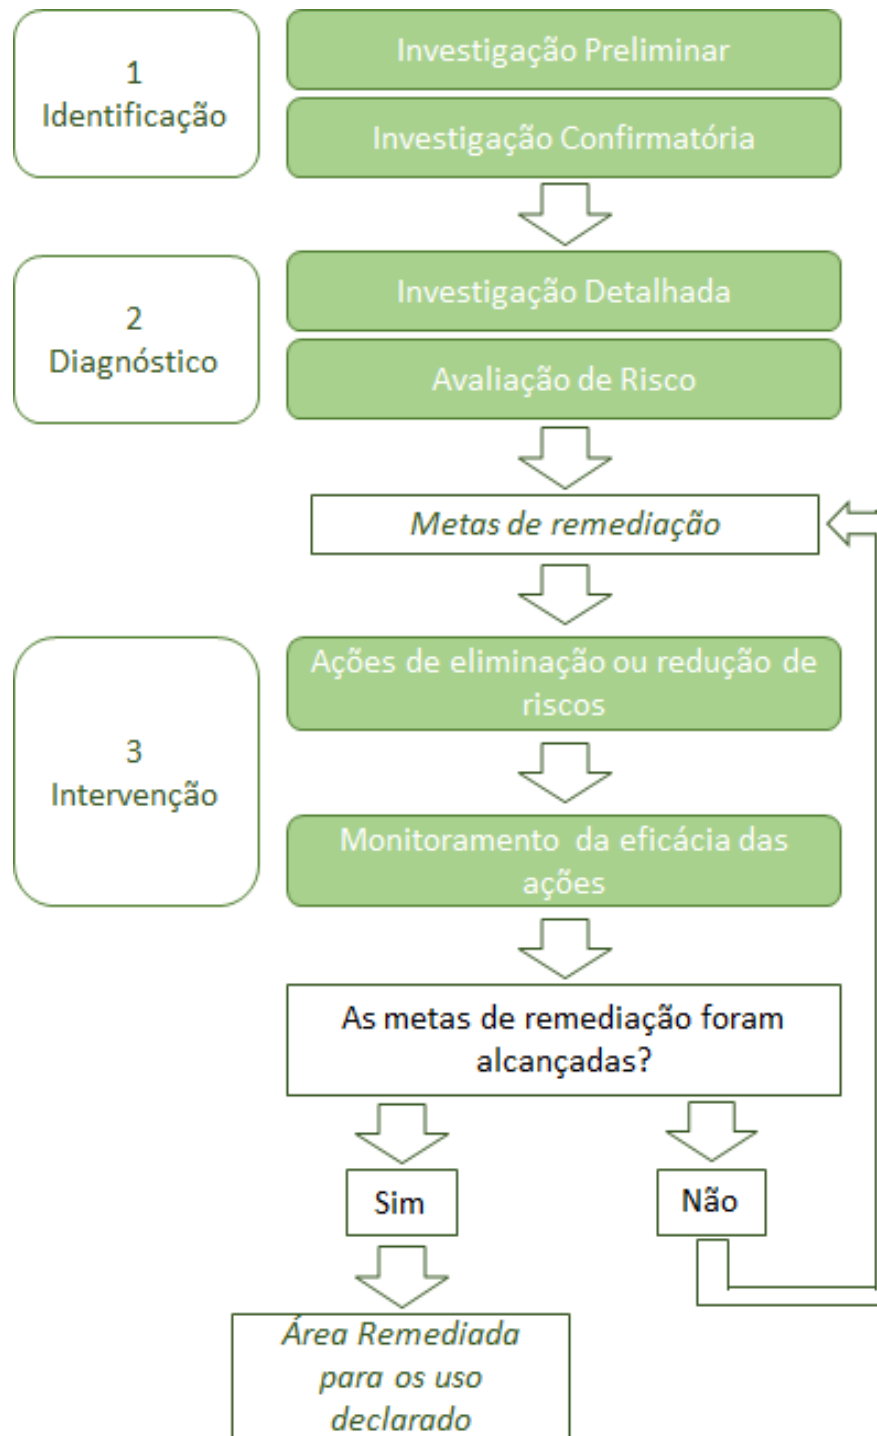 1
Identificação
Investigação Preliminar
Investigação Confirmatória
2
Diagnóstico
Investigação Detalhada
Avaliação de Risco
Metas de remediação
3
Intervenção
Ações de eliminação ou redução de
riscos
Monitoramento da eficácia das
ações
As metas de remediação foram
alcançadas?
Sim
Não
Área Remediada
para os uso
declarado